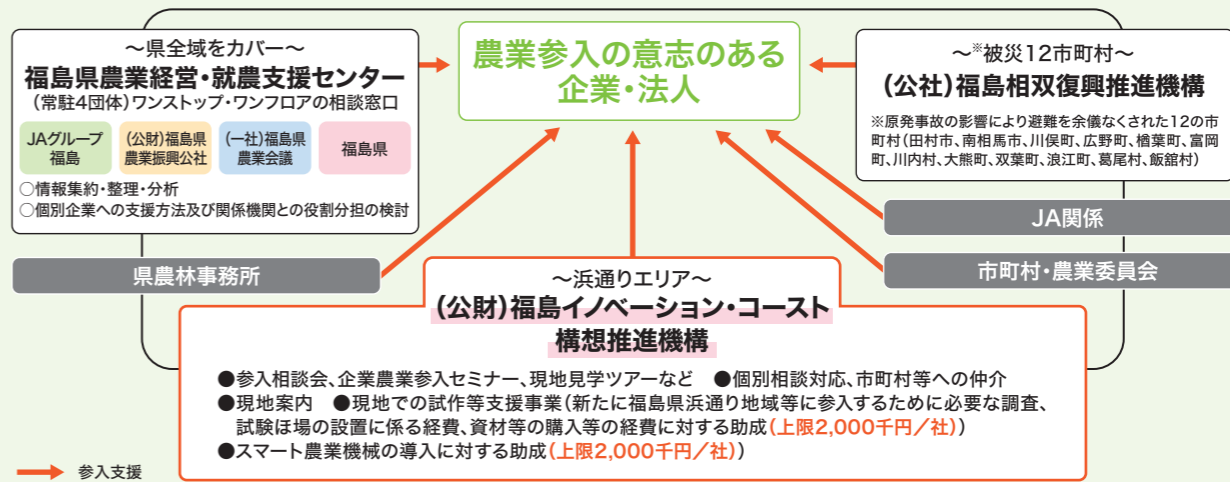 ～県全域をカバー～
福島県農業経営・就農支援センター
（常駐4団体）ワンストップ・ワンフロアの相談窓口
JAグループ
福島
（公財）福島県
農業振興公社
（一社）福島県
農業会議
福島県
○情報集約・整理・分析
○個別企業への支援方法及び関係機関との役割分担の検討
農業参入の意志のある
企業・法人
～※被災12市町村～
（公社）福島相双復興推進機構
※原発事故の影響により避難を余儀なくされた12の市
町村（田村市、南相馬市、川俣町、広野町、楢葉町、富岡
町、川内村、大熊町、双葉町、浪江町、葛尾村、飯舘村）
JA関係
県農林事務所
市町村・農業委員会
～浜通りエリア～
（公財）福島イノベーション・コースト
構想推進機構
●参入相談会、企業農業参入セミナー、現地見学ツアーなど　●個別相談対応、市町村等への仲介
●現地案内　●現地での試作等支援事業（新たに福島県浜通り地域等に参入するために必要な調査、
試験ほ場の設置に係る経費、資材等の購入等の経費に対する助成（上限2,000千円／社））
●スマート農業機械の導入に対する助成（上限2,000千円／社））
参入支援